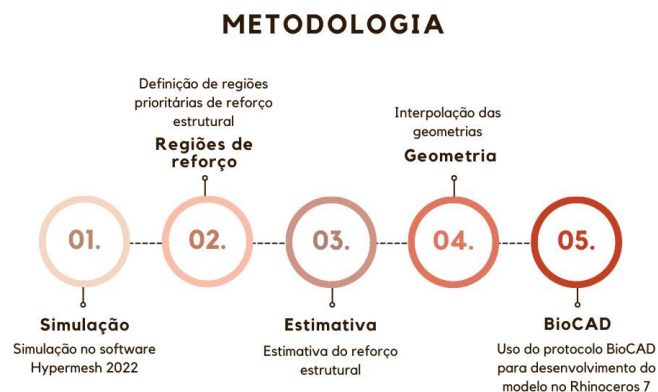 METODOLOGIA
Definição de regiões
prioritárias de reforço
estrutural
Regiões de
reforço
Interpolação das
geometrias
Geometria
01.
02.
03.
04.
05.
Simulação
Simulação no software
Hypermesh 2022
Estimativa
Estimativa do reforço
estrutural
BioCAD
Uso do protocolo BioCAD
para desenvolvimento do
modelo no Rhinoceros 7